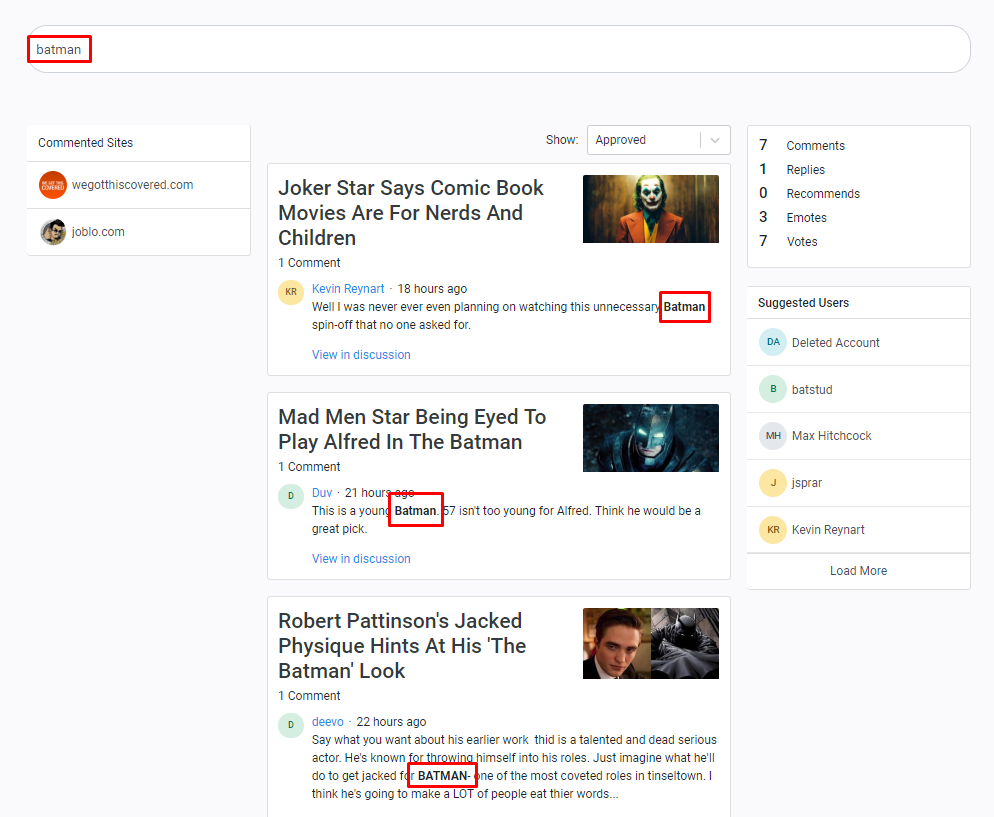 batman
Commented Sites
wegotthiscovered.com
joblo.com
Show: Approved
Joker Star Says Comic Book
Movies Are For Nerds And
Children
1 Comment
KR
Kevin Reynart · 18 hours ago
Well I was never ever even planning on watching this unnecessary Batman
spin-off that no one asked for.
View in discussion
Mad Men Star Being Eyed To
Play Alfred In The Batman
1 Comment
D
Duv · 21 hours ago
This is a young Batman. 57 isn't too young for Alfred. Think he would be a
great pick.
View in discussion
Robert Pattinson's Jacked
Physique Hints At His 'The
Batman' Look
1 Comment
D
deevo · 22 hours ago
Say what you want about his earlier work thid is a talented and dead serious
actor. He's known for throwing himself into his roles. Just imagine what he'll
do to get jacked for BATMAN- one of the most coveted roles in tinseltown. I
think he's going to make a LOT of people eat thier words...
7 Comments
1 Replies
0 Recommends
3 Emotes
7 Votes
Suggested Users
DA Deleted Account
B batstud
MH Max Hitchcock
J jsprar
KR Kevin Reynart
Load More